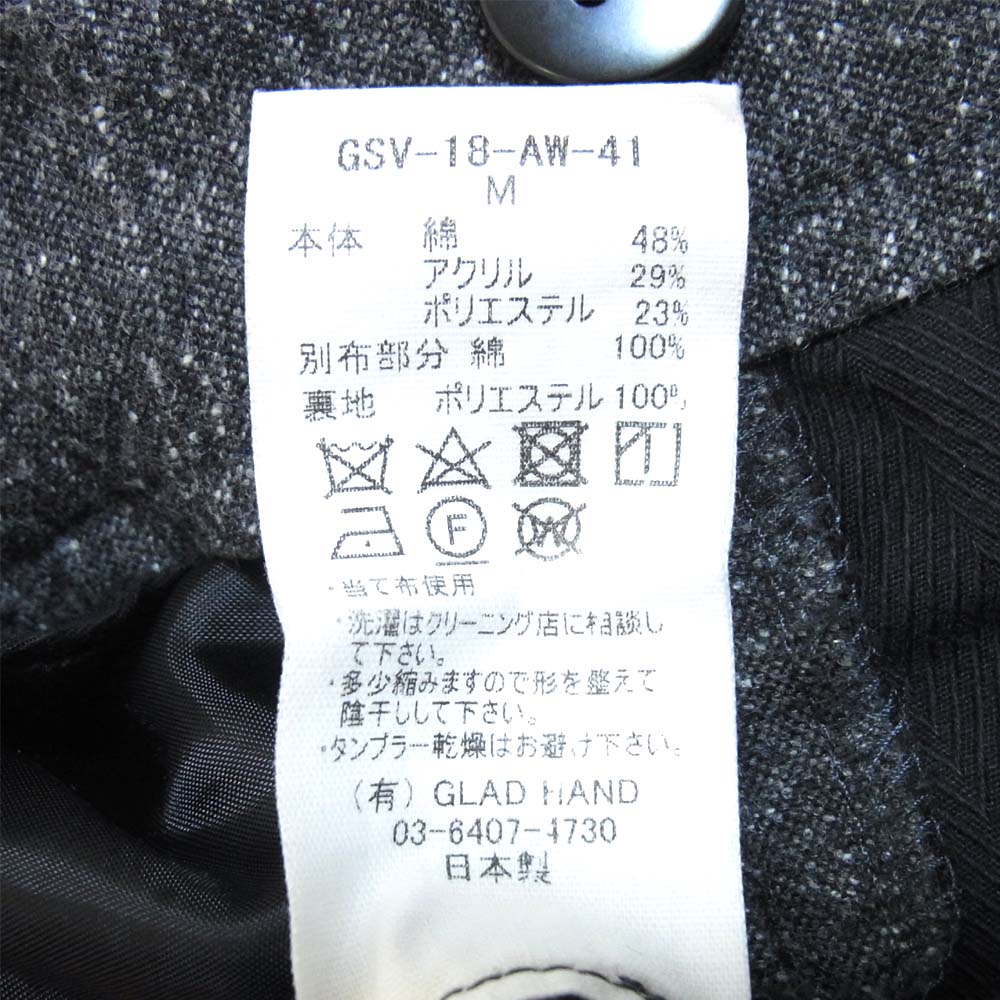 GSV-18-AW-41
M
本体 綿 48%
アクリル 29%
ポリエステル 23%
別布部分 綿 100%
裏地 ポリエステル 100%
F
W
・当て布使用
・洗濯はクリーニング店に相談し
て下さい。
・多少縮みますので形を整えて
陰干しして下さい。
・タンブラー乾燥はお避け下さい。
(有) GLAD HAND
03-6407-4730
日本製